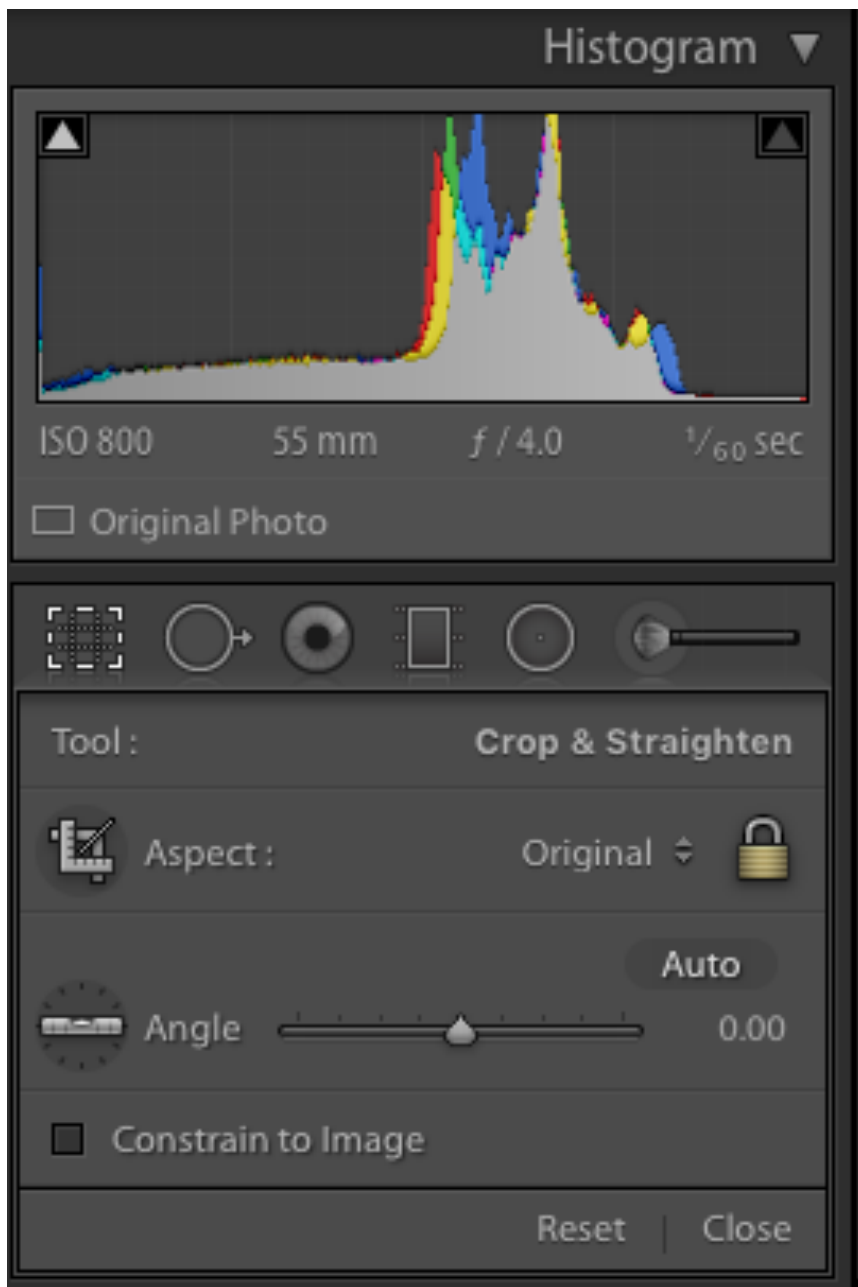 Histogram
ISO 800 55 mm ƒ / 4.0 1/60 sec
Original Photo
Tool : Crop & Straighten
Aspect : Original
Auto
Angle 0.00
Constrain to Image
Reset | Close